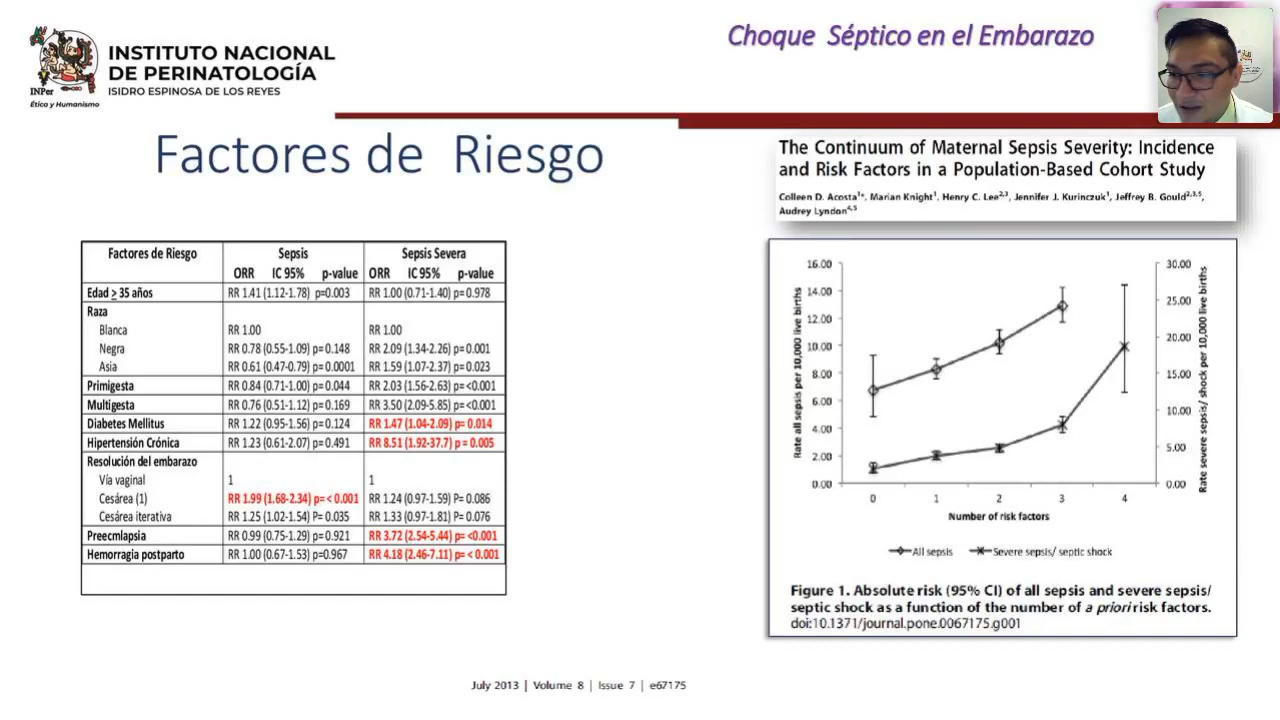 Choque Séptico en el Embarazo
INSTITUTO NACIONAL
DE PERINATOLOGÍA
ISIDRO ESPINOSA DE LOS REYES
INPer
Ética y Humanismo
Factores de Riesgo
The Continuum of Maternal Sepsis Severity: Incidence
and Risk Factors in a Population-Based Cohort Study
Colleen D. Acosta1*, Marian Knight1, Henry C. Lee2,3, Jennifer J. Kurinczuk1, Jeffrey B. Gould2,3,5,
Audrey Lyndon4,5
Factores de Riesgo Sepsis Sepsis Severa
ORR IC 95% p-value ORR IC 95% p-value
Edad ≥ 35 años RR 1.41 (1.12-1.78) p=0.003 RR 1.00 (0.71-1.40) p=0.978
Raza
Blanca RR 1.00 RR 1.00
Negra RR 0.78 (0.55-1.09) p=0.148 RR 2.09 (1.34-2.26) p=0.001
Asia RR 0.61 (0.47-0.79) p=0.0001 RR 1.59 (1.07-2.37) p=0.023
Primigesta RR 0.84 (0.71-1.00) p=0.044 RR 2.03 (1.56-2.63) p=<0.001
Multigesta RR 0.76 (0.51-1.12) p=0.169 RR 3.50 (2.09-5.85) p=<0.001
Diabetes Mellitus RR 1.22 (0.95-1.56) p=0.124 RR 1.47 (1.04-2.09) p= 0.014
Hipertensión Crónica RR 1.23 (0.61-2.07) p=0.491 RR 8.51 (1.92-37.7) p = 0.005
Resolución del embarazo
Vía vaginal 1 1
Cesárea (1) RR 1.99 (1.68-2.34) p= < 0.001 RR 1.24 (0.97-1.59) P= 0.086
Cesárea iterativa RR 1.25 (1.02-1.54) P= 0.035 RR 1.33 (0.97-1.81) P= 0.076
Preecmlapsia RR 0.99 (0.75-1.29) p=0.921 RR 3.72 (2.54-5.44) p= <0.001
Hemorragia postparto RR 1.00 (0.67-1.53) p=0.967 RR 4.18 (2.46-7.11) p= < 0.001
Rate all sepsis per 10,000 live births
16.00
14.00
12.00
10.00
8.00
6.00
4.00
2.00
0.00
30.00
25.00
20.00
15.00
10.00
5.00
0.00
Rate severe sepsis/ shock per 10,000 live births
0 1 2 3 4
Number of risk factors
All sepsis Severe sepsis/ septic shock
Figure 1. Absolute risk (95% CI) of all sepsis and severe sepsis/
septic shock as a function of the number of a priori risk factors.
doi:10.1371/journal.pone.0067175.g001
July 2013 | Volume 8 | Issue 7 | e67175